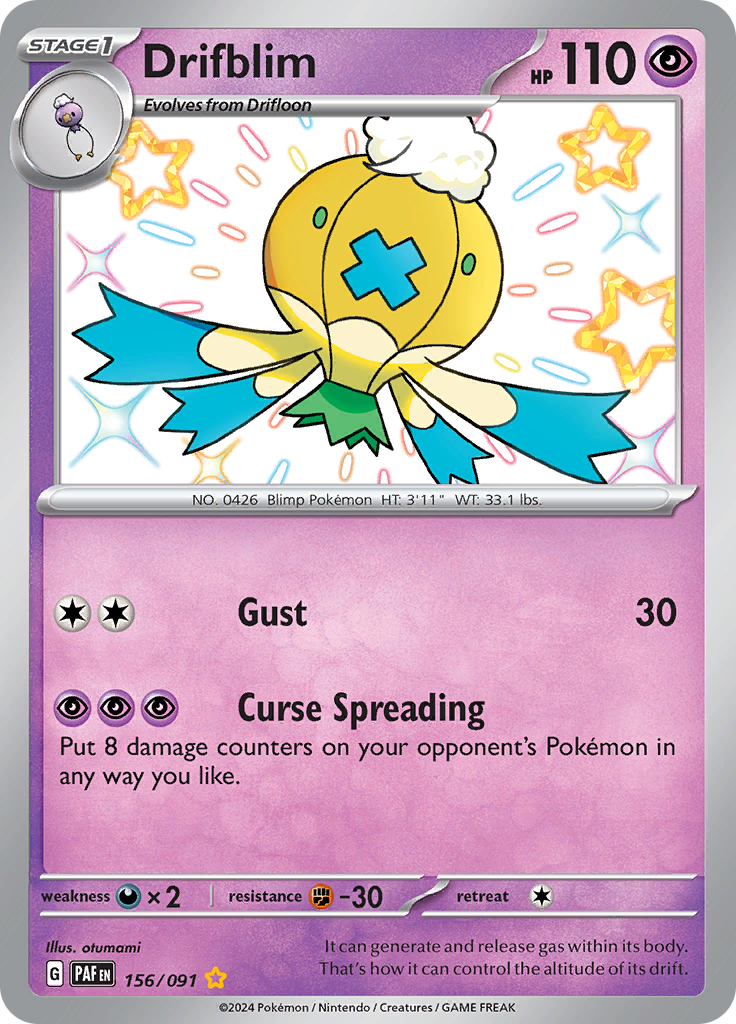 STAGE1
Drifblim
HP 110
Evolves from Drifloon
NO. 0426 Blimp Pokémon HT: 3'11" WT: 33.1 lbs.
Gust 30
Curse Spreading
Put 8 damage counters on your opponent's Pokémon in
any way you like.
weakness ×2 resistance -30 retreat
Illus. otumami
It can generate and release gas within its body.
That's how it can control the altitude of its drift.
G PAF EN 156/091
©2024 Pokémon / Nintendo / Creatures / GAME FREAK